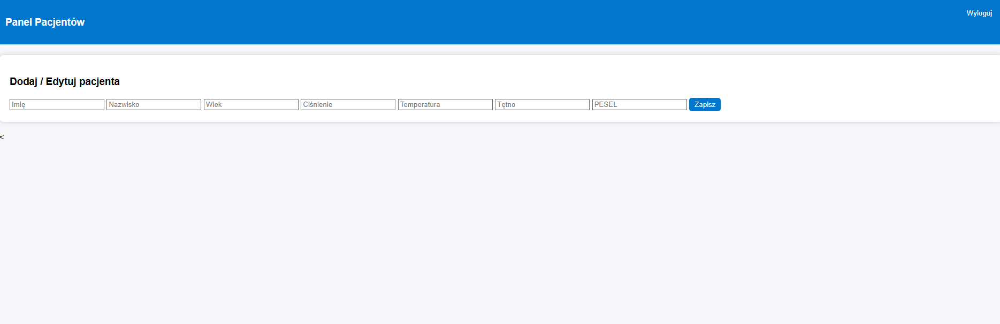 Wyloguj
Panel Pacjentów
Dodaj / Edytuj pacjenta
Imię Nazwisko Wiek Ciśnienie Temperatura Tętno PESEL Zapisz
<